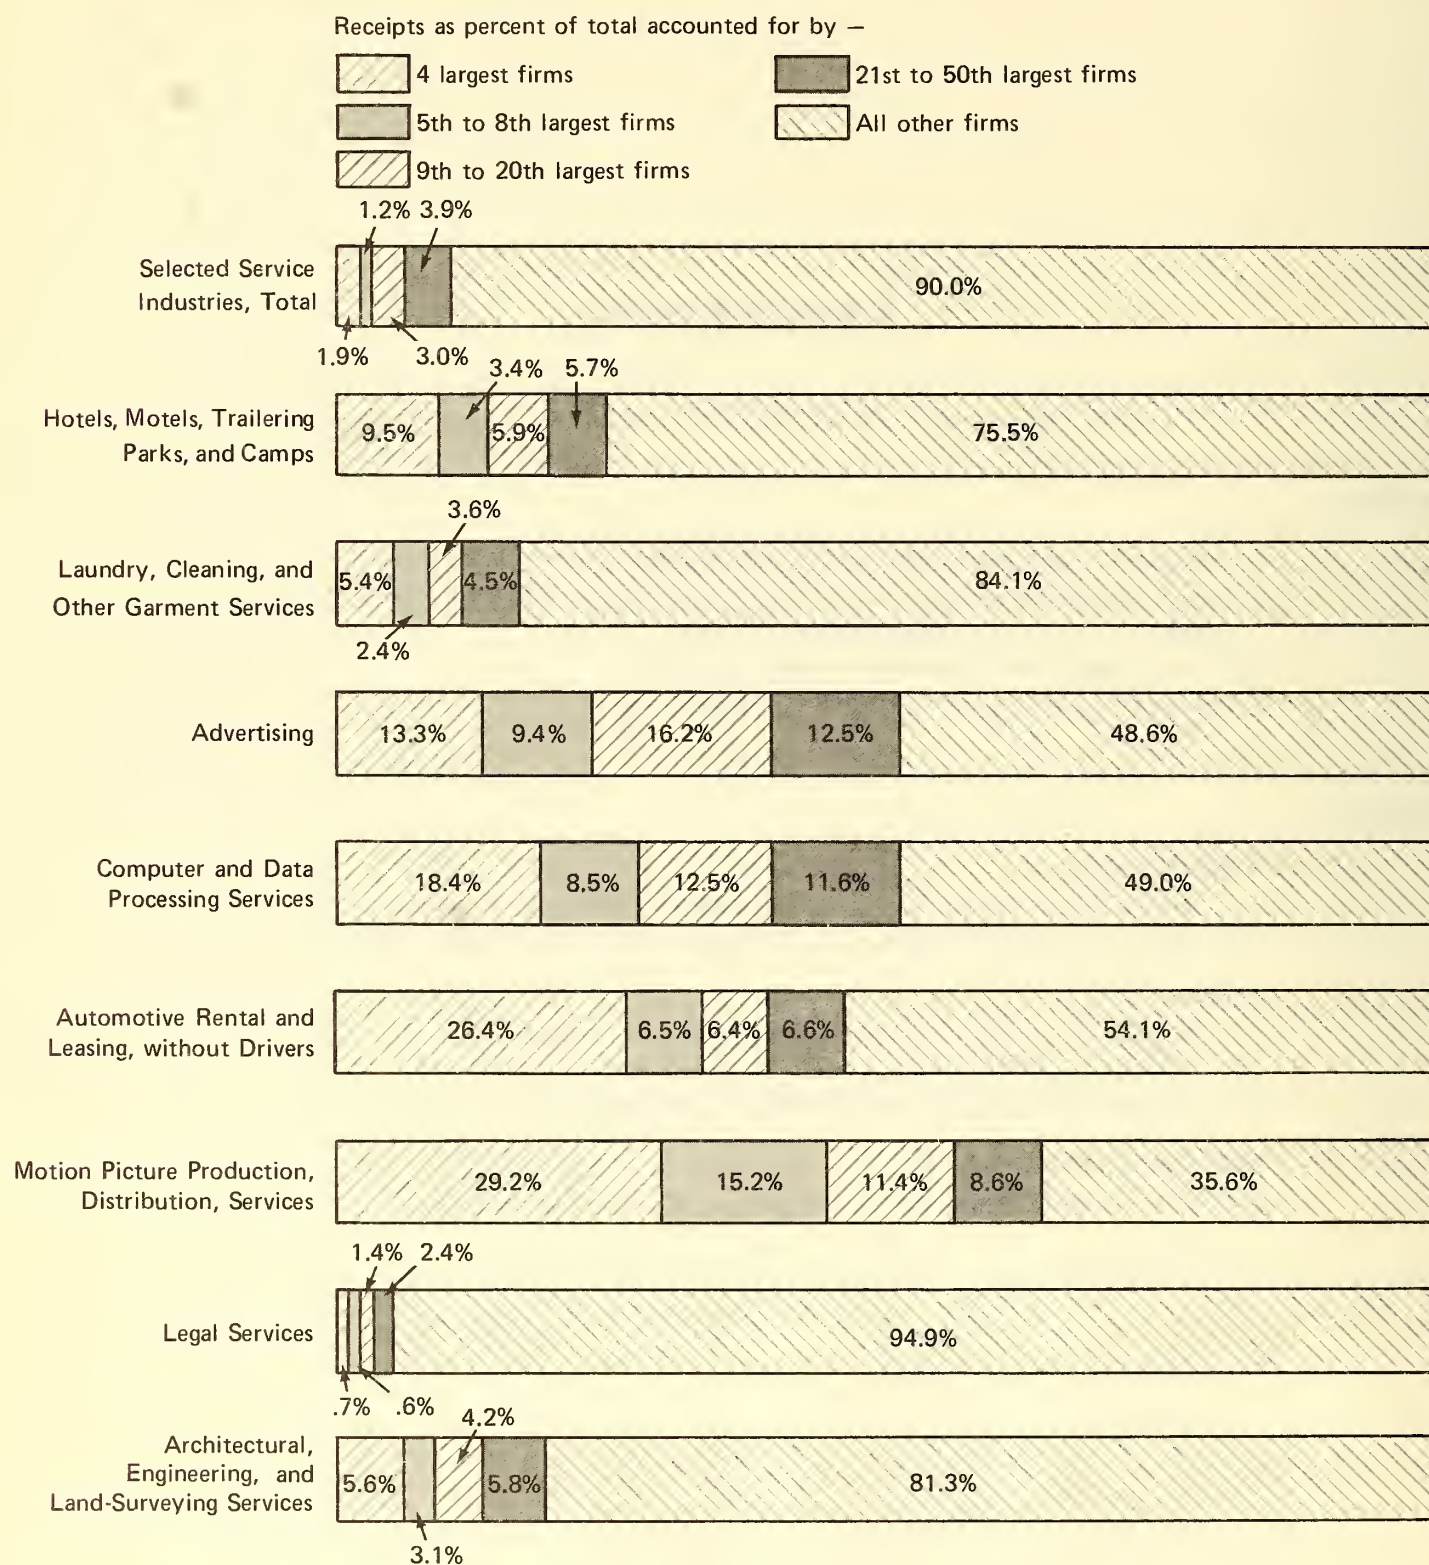 Receipts as percent of total accounted for by —
4 largest firms
5th to 8th largest firms
9th to 20th largest firms
21st to 50th largest firms
All other firms
1.2% 3.9%
Selected Service
Industries, Total
90.0%
1.9%
3.0%
3.4%
5.7%
Hotels, Motels, Trailering
Parks, and Camps
9.5%
5.9%
75.5%
3.6%
Laundry, Cleaning, and
Other Garment Services
5.4%
4.5%
84.1%
2.4%
Advertising
13.3%
9.4%
16.2%
12.5%
48.6%
Computer and Data
Processing Services
18.4%
8.5%
12.5%
11.6%
49.0%
Automotive Rental and
Leasing, without Drivers
26.4%
6.5%
6.4%
6.6%
54.1%
Motion Picture Production,
Distribution, Services
29.2%
15.2%
11.4%
8.6%
35.6%
1.4% 2.4%
Legal Services
94.9%
.7%
.6%
4.2%
Architectural,
Engineering, and
Land-Surveying Services
5.6%
5.8%
81.3%
3.1%